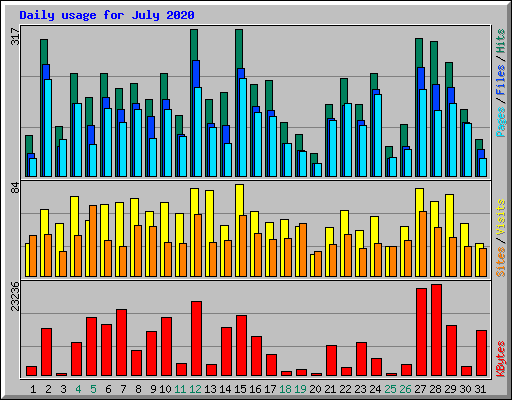 Daily usage for July 2020
317
84
23236
Pages / Files / Hits
Sites / Visits
KBytes
1 2 3 4 5 6 7 8 9 10 11 12 13 14 15 16 17 18 19 20 21 22 23 24 25 26 27 28 29 30 31